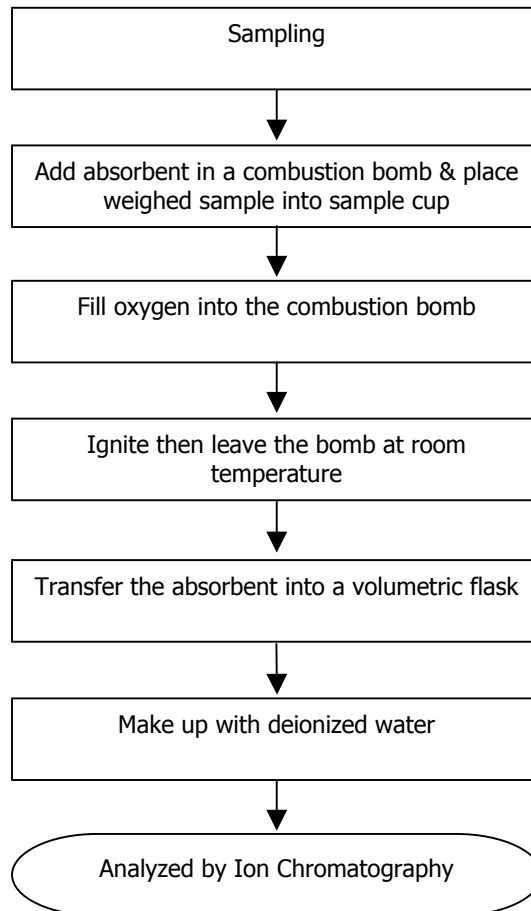 Sampling
Add absorbent in a combustion bomb & place
weighed sample into sample cup
Fill oxygen into the combustion bomb
Ignite then leave the bomb at room
temperature
Transfer the absorbent into a volumetric flask
Make up with deionized water
Analyzed by Ion Chromatography